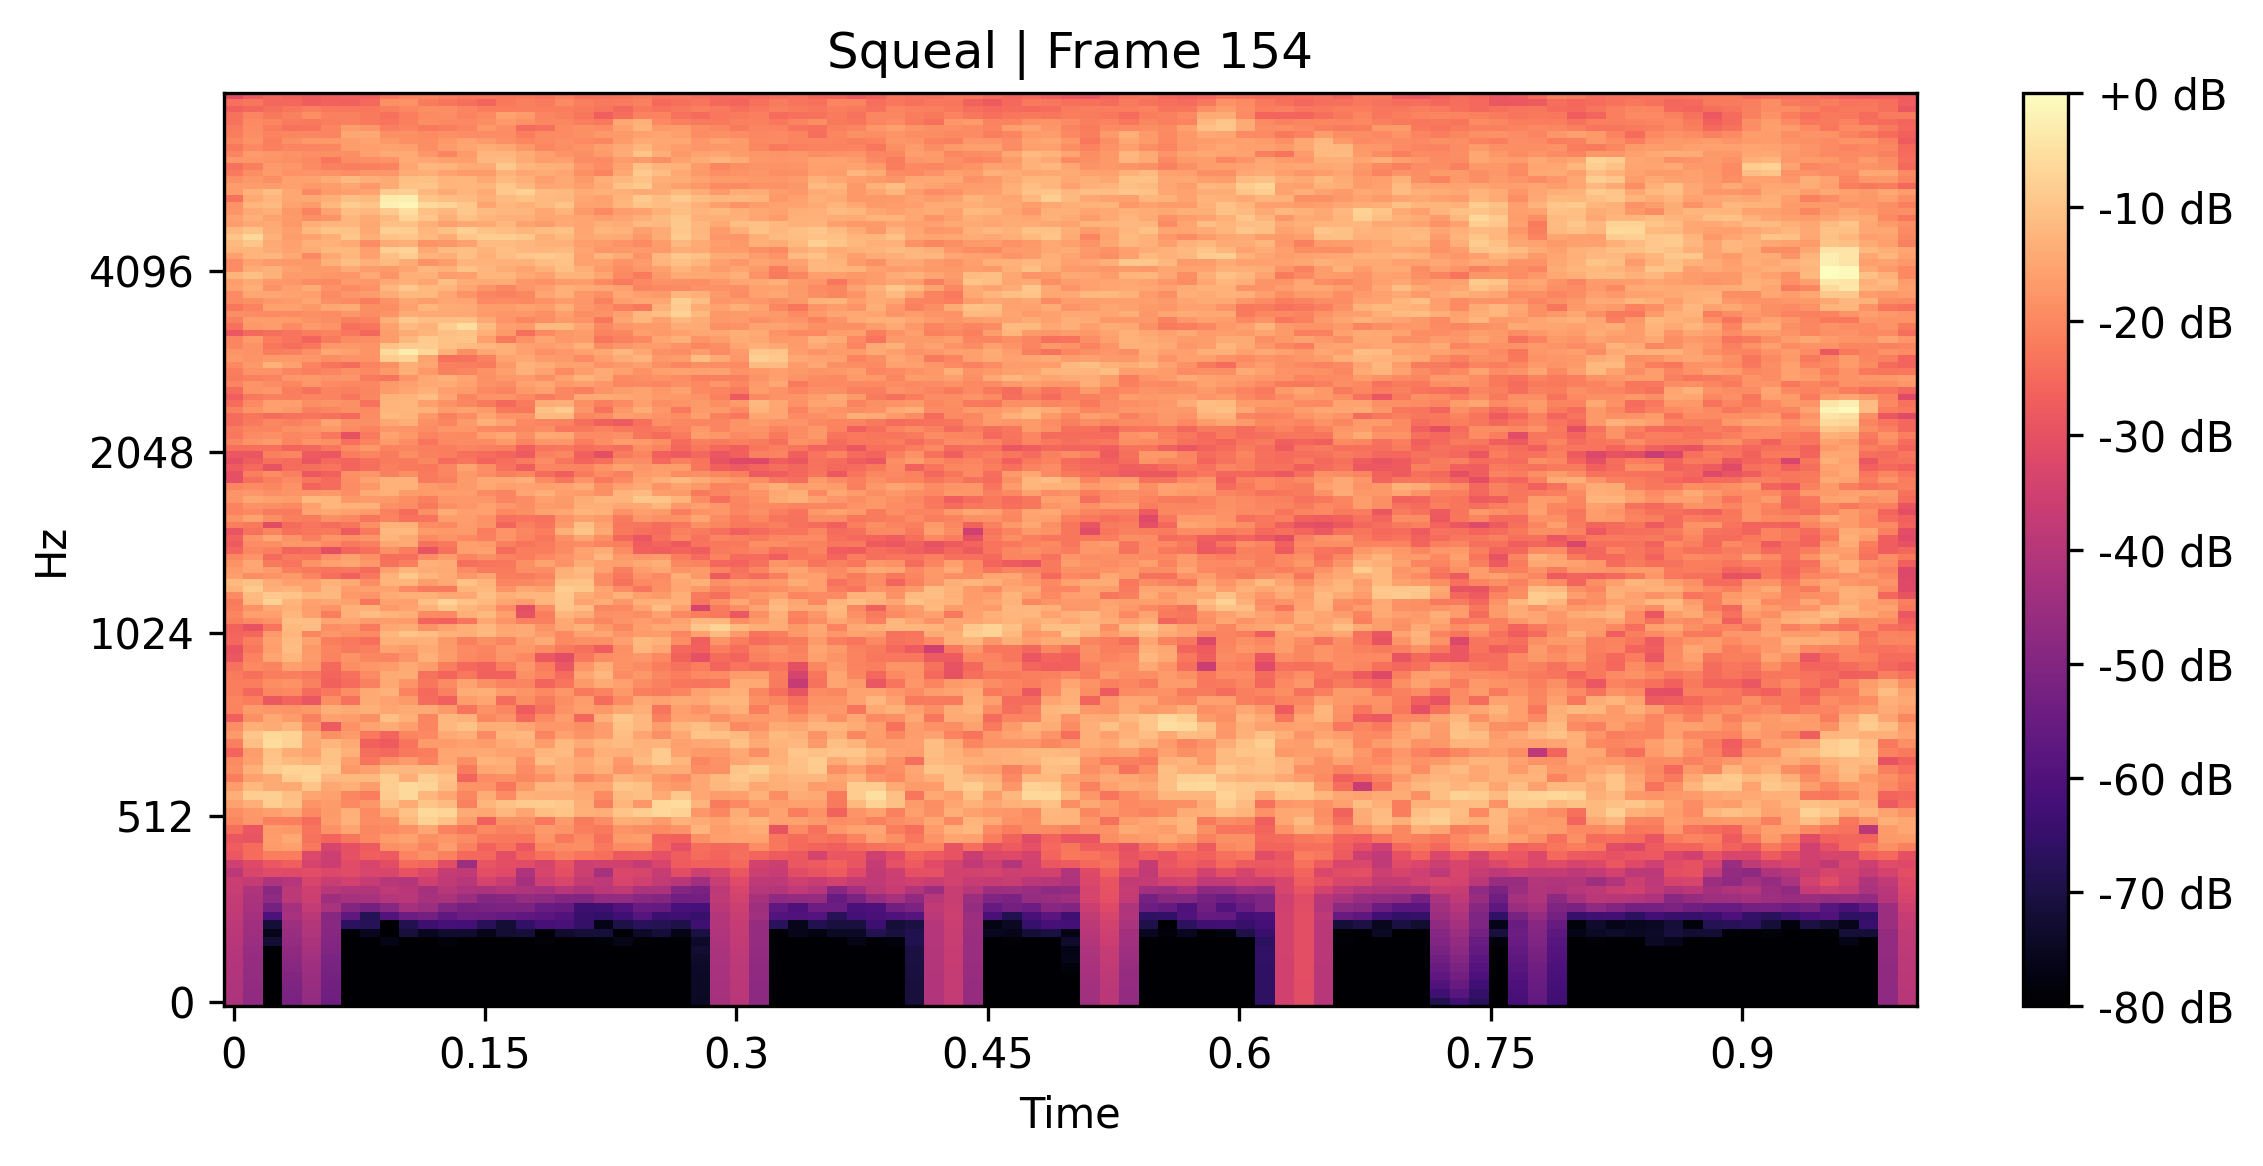 Squeal | Frame 154
+0 dB
-10 dB
-20 dB
-30 dB
-40 dB
-50 dB
-60 dB
-70 dB
-80 dB
Hz
4096
2048
1024
512
0
0 0.15 0.3 0.45 0.6 0.75 0.9
Time